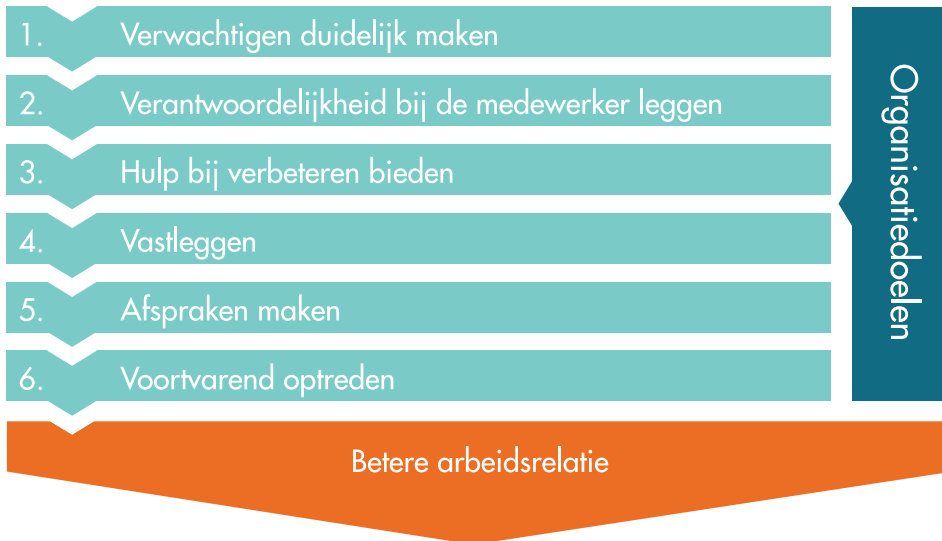 1. Verwachtigen duidelijk maken
2. Verantwoordelijkheid bij de medewerker leggen
3. Hulp bij verbeteren bieden
4. Vastleggen
5. Afspraken maken
6. Voortvarend optreden
Organisatiedoelen
Betere arbeidsrelatie